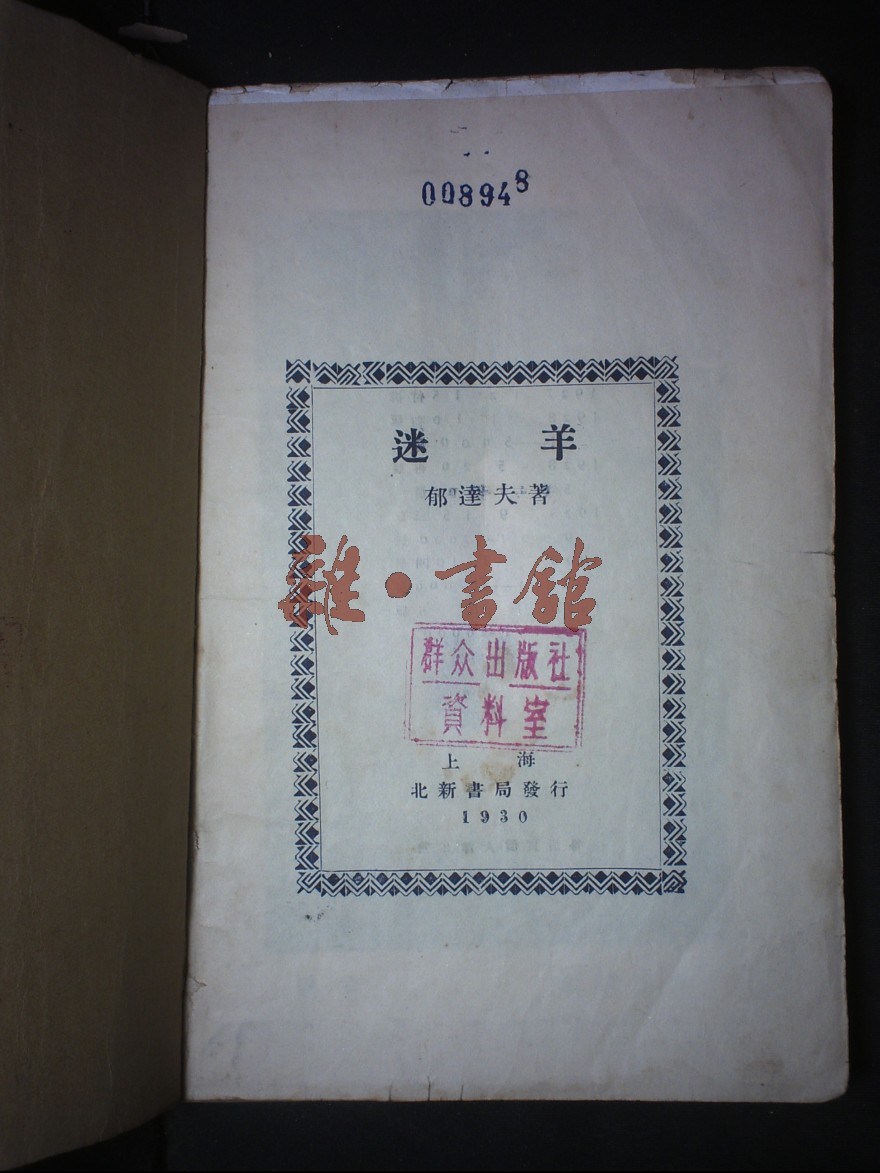 008948
迷 羊
郁達夫著
雜·書館
群众出版社
資料室
上 海
北新書局發行
1930